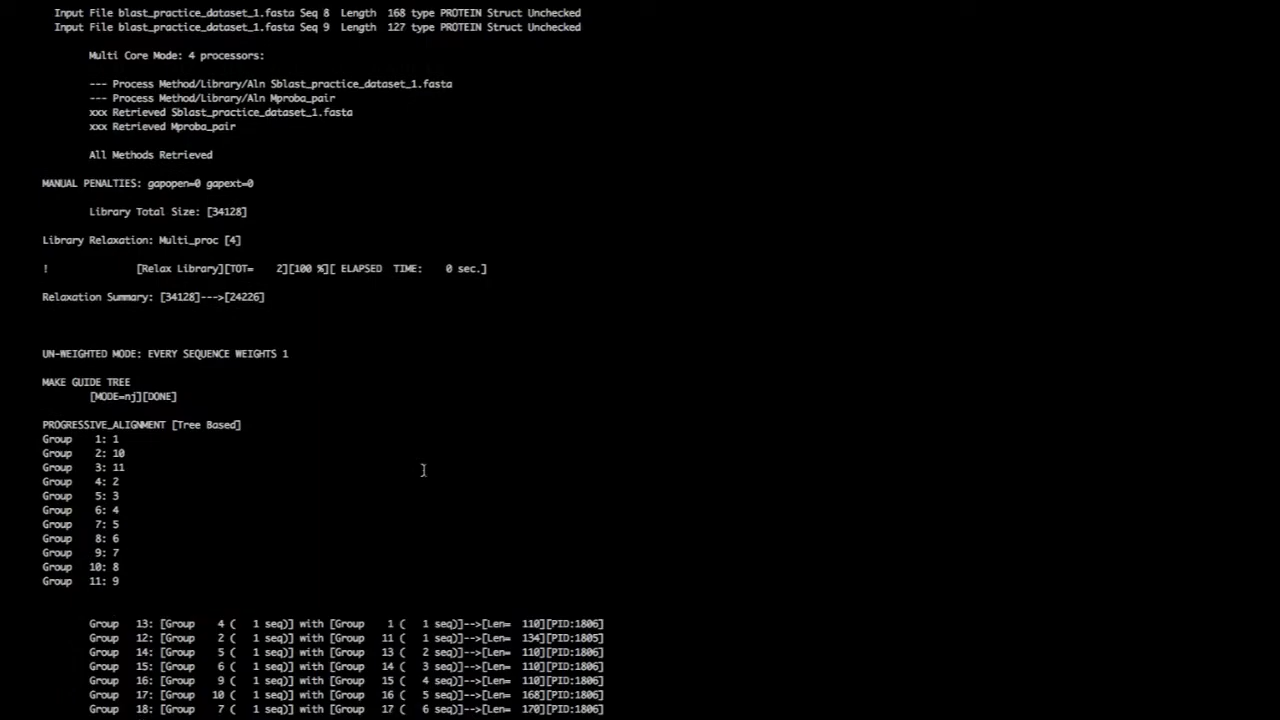 Input File blast_practice_dataset_1.fasta Seq 8 Length 168 type PROTEIN Struct Unchecked
Input File blast_practice_dataset_1.fasta Seq 9 Length 127 type PROTEIN Struct Unchecked
Multi Core Mode: 4 processors:
--- Process Method/Library/Aln Sblast_practice_dataset_1.fasta
--- Process Method/Library/Aln Mproba_pair
xxx Retrieved Sblast_practice_dataset_1.fasta
xxx Retrieved Mproba_pair
All Methods Retrieved
MANUAL PENALTIES: gapopen=0 gapext=0
Library Total Size: [34128]
Library Relaxation: Multi_proc [4]
! [Relax Library][TOT= 2][100 %][ ELAPSED TIME: 0 sec.]
Relaxation Summary: [34128]--->[24226]
UN-WEIGHTED MODE: EVERY SEQUENCE WEIGHTS 1
MAKE GUIDE TREE
[MODE=nj][DONE]
PROGRESSIVE_ALIGNMENT [Tree Based]
Group 1: 1
Group 2: 10
Group 3: 11
Group 4: 2
Group 5: 3
Group 6: 4
Group 7: 5
Group 8: 6
Group 9: 7
Group 10: 8
Group 11: 9
Group 13: [Group 4 ( 1 seq)] with [Group 1 ( 1 seq)]-->[Len= 110][PID:1806]
Group 12: [Group 2 ( 1 seq)] with [Group 11 ( 1 seq)]-->[Len= 134][PID:1805]
Group 14: [Group 5 ( 1 seq)] with [Group 13 ( 2 seq)]-->[Len= 110][PID:1806]
Group 15: [Group 6 ( 1 seq)] with [Group 14 ( 3 seq)]-->[Len= 110][PID:1806]
Group 16: [Group 9 ( 1 seq)] with [Group 15 ( 4 seq)]-->[Len= 110][PID:1806]
Group 17: [Group 10 ( 1 seq)] with [Group 16 ( 5 seq)]-->[Len= 168][PID:1806]
Group 18: [Group 7 ( 1 seq)] with [Group 17 ( 6 seq)]-->[Len= 170][PID:1806]